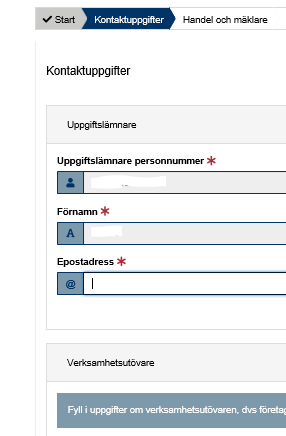 Start Kontaktuppgifter Handel och mäklare
Kontaktuppgifter
Uppgiftslämnare
Uppgiftslämnare personnummer *
Förnamn *
A
Epostadress *
@
Verksamhetsutövare
Fyll i uppgifter om verksamhetsutövaren, dvs företag